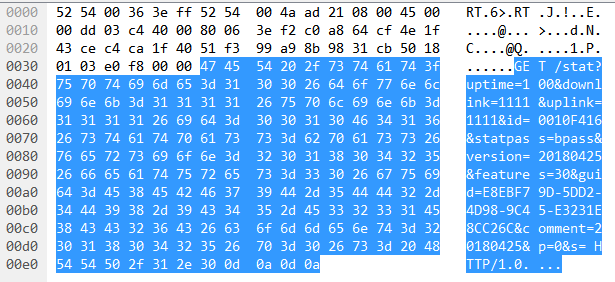 0000 52 54 00 36 3e ff 52 54 00 4a ad 21 08 00 45 00 RT.6>.RT .J.!..E.
0010 00 dd 03 c4 40 00 80 06 3e f2 c0 a8 64 cf 4e 1f ....@... >...d.N.
0020 43 ce c4 ca 1f 40 51 f3 99 a9 8b 98 31 cb 50 18 C....@Q. ....1.P.
0030 01 03 e0 f8 00 00 47 45 54 20 2f 73 74 61 74 3f ......GE T /stat?
0040 75 70 74 69 6d 65 3d 31 30 30 26 64 6f 77 6e 6c uptime=1 00&downl
0050 69 6e 6b 3d 31 31 31 31 26 75 70 6c 69 6e 6b 3d ink=1111 &uplink=
0060 31 31 31 31 26 69 64 3d 30 30 31 30 46 34 31 36 1111&id= 0010F416
0070 26 73 74 61 74 70 61 73 73 3d 62 70 61 73 73 26 &statpas s=bpass&
0080 76 65 72 73 69 6f 6e 3d 32 30 31 38 30 34 32 35 version= 20180425
0090 26 66 65 61 74 75 72 65 73 3d 33 30 26 67 75 69 &feature s=30&gui
00a0 64 3d 45 38 45 42 46 37 39 44 2d 35 44 44 32 2d d=E8EBF7 9D-5DD2-
00b0 34 44 39 38 2d 39 43 34 35 2d 45 33 32 33 31 45 4D98-9C4 5-E3231E
00c0 38 43 43 32 36 43 26 63 6f 6d 6d 65 6e 74 3d 32 8CC26C&c omment=2
00d0 30 31 38 30 34 32 35 26 70 3d 30 26 73 3d 20 48 0180425& p=0&s= H
00e0 54 54 50 2f 31 2e 30 0d 0a 0d 0a TTP/1.0. ...